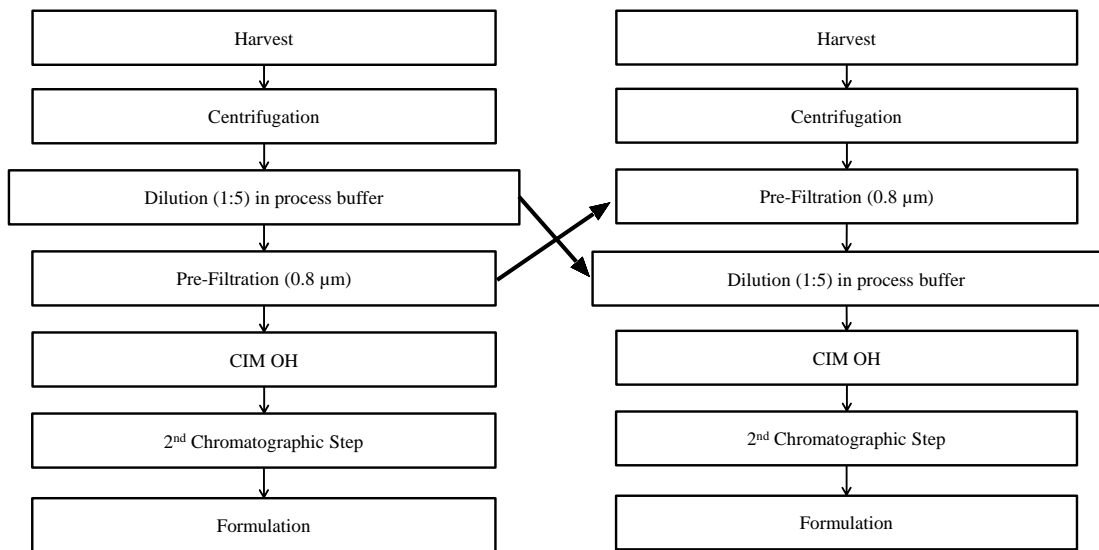 Harvest
Centrifugation
Dilution (1:5) in process buffer
Pre-Filtration (0.8 µm)
CIM OH
2nd Chromatographic Step
Formulation
Harvest
Centrifugation
Pre-Filtration (0.8 µm)
Dilution (1:5) in process buffer
CIM OH
2nd Chromatographic Step
Formulation